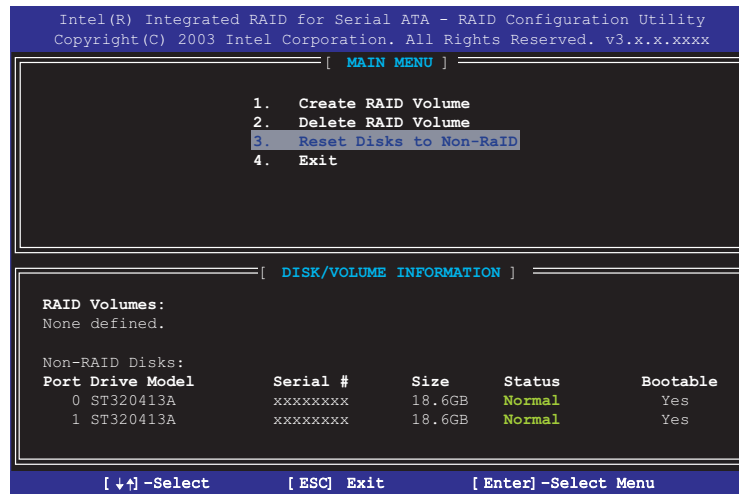 Intel(R) Integrated RAID for Serial ATA - RAID Configuration Utility
Copyright(C) 2003 Intel Corporation. All Rights Reserved. v3.x.x.xxxx
[ MAIN MENU ]
1. Create RAID Volume
2. Delete RAID Volume
3. Reset Disks to Non-RaID
4. Exit
[ DISK/VOLUME INFORMATION ]
RAID Volumes:
None defined.
Non-RAID Disks:
Port Drive Model Serial # Size Status Bootable
0 ST320413A xxxxxxxx 18.6GB Normal Yes
1 ST320413A xxxxxxxx 18.6GB Normal Yes
[↓↑]-Select [ESC] Exit [Enter]-Select Menu